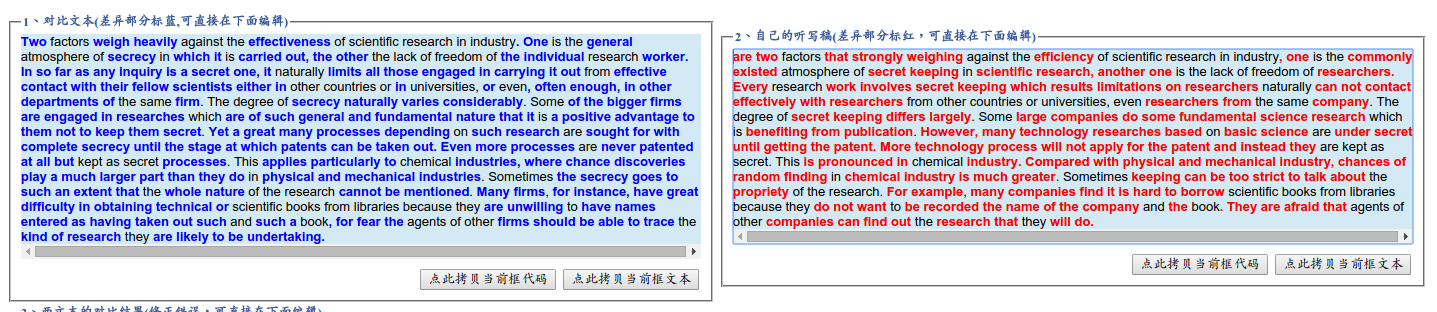 1、对比文本(差异部分标蓝,可直接在下面编辑)
Two factors weigh heavily against the effectiveness of scientific research in industry. One is the general
atmosphere of secrecy in which it is carried out, the other the lack of freedom of the individual research worker.
In so far as any inquiry is a secret one, it naturally limits all those engaged in carrying it out from effective
contact with their fellow scientists either in other countries or in universities, or even, often enough, in other
departments of the same firm. The degree of secrecy naturally varies considerably. Some of the bigger firms
are engaged in researches which are of such general and fundamental nature that it is a positive advantage to
them not to keep them secret. Yet a great many processes depending on such research are sought for with
complete secrecy until the stage at which patents can be taken out. Even more processes are never patented
at all but kept as secret processes. This applies particularly to chemical industries, where chance discoveries
play a much larger part than they do in physical and mechanical industries. Sometimes the secrecy goes to
such an extent that the whole nature of the research cannot be mentioned. Many firms, for instance, have great
difficulty in obtaining technical or scientific books from libraries because they are unwilling to have names
entered as having taken out such and such a book, for fear the agents of other firms should be able to trace the
kind of research they are likely to be undertaking.
点此拷贝当前框代码 点此拷贝当前框文本
2、自己的听写稿(差异部分标红，可直接在下面编辑)
are two factors that strongly weighing against the efficiency of scientific research in industry, one is the commonly
existed atmosphere of secret keeping in scientific research, another one is the lack of freedom of researchers.
Every research work involves secret keeping which results limitations on researchers naturally can not contact
effectively with researchers from other countries or universities, even researchers from the same company. The
degree of secret keeping differs largely. Some large companies do some fundamental science research which
is benefiting from publication. However, many technology researches based on basic science are under secret
until getting the patent. More technology process will not apply for the patent and instead they are kept as
secret. This is pronounced in chemical industry. Compared with physical and mechanical industry, chances of
random finding in chemical industry is much greater. Sometimes keeping can be too strict to talk about the
propriety of the research. For example, many companies find it is hard to borrow scientific books from libraries
because they do not want to be recorded the name of the company and the book. They are afraid that agents of
other companies can find out the research that they will do.
点此拷贝当前框代码 点此拷贝当前框文本
3、两文本的对比结果(修正错误，可直接在下面编辑)